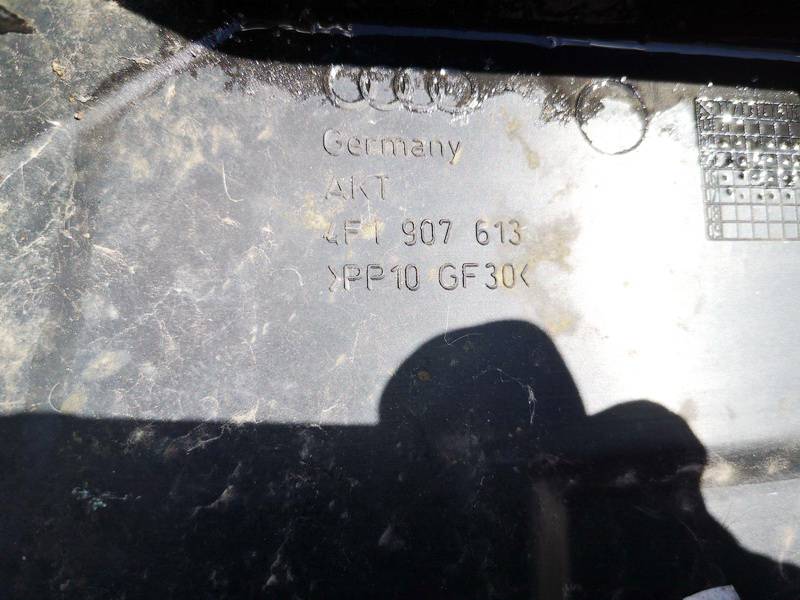 Germany
AKT
4F1 907 613
>PP10 GF30<